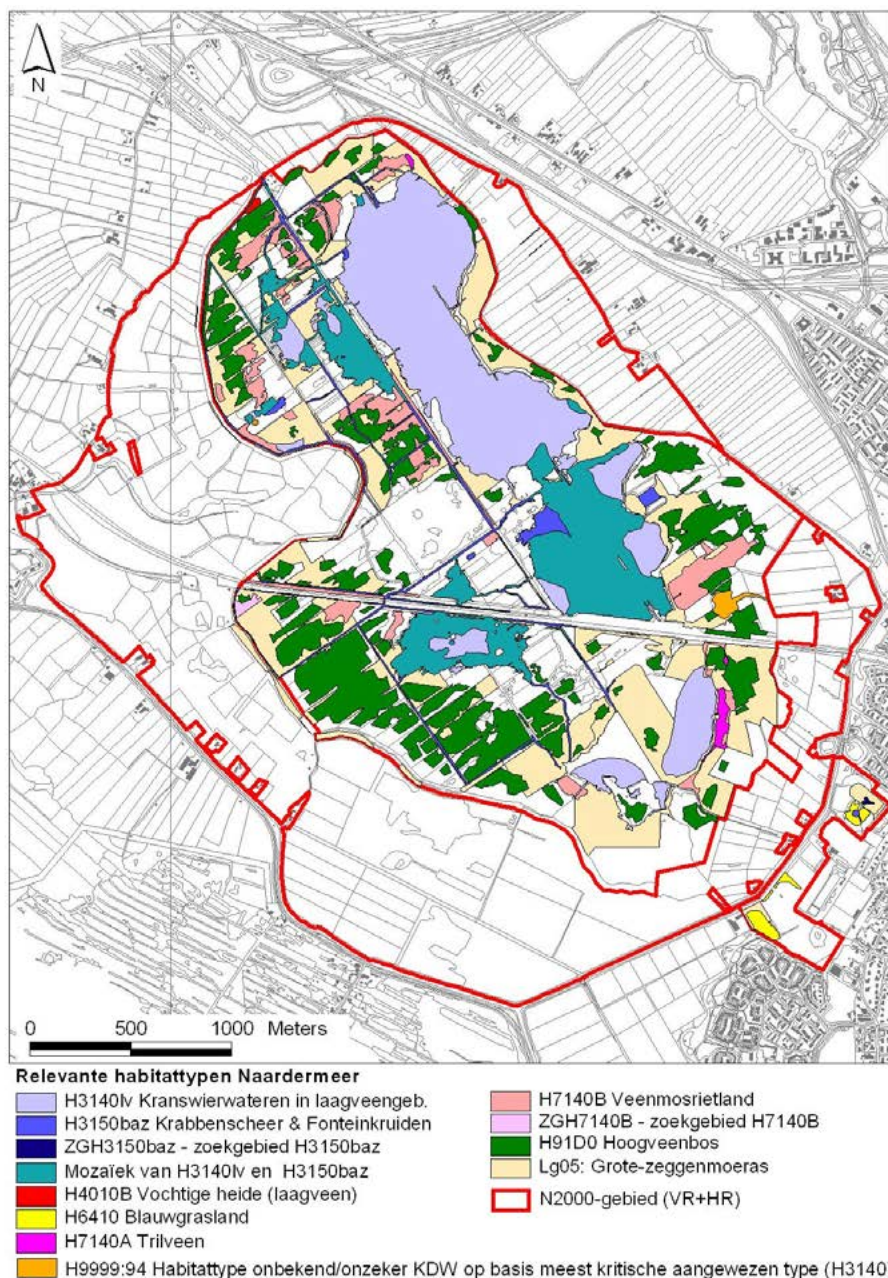 N
0 500 1000 Meters
Relevante habitattypen Naardermeer
H3140lv Kranswierwateren in laagveengeb.
H3150baz Krabbenscheer & Fonteinkruiden
ZGH3150baz - zoekgebied H3150baz
Mozaïek van H3140lv en H3150baz
H4010B Vochtige heide (laagveen)
H6410 Blauwgrasland
H7140A Trilveen
H9999:94 Habitattype onbekend/onzeker KDW op basis meest kritische aangewezen type (H3140
H7140B Veenmosrietland
ZGH7140B - zoekgebied H7140B
H91D0 Hoogveenbos
Lg05: Grote-zeggenmoeras
N2000-gebied (VR+HR)